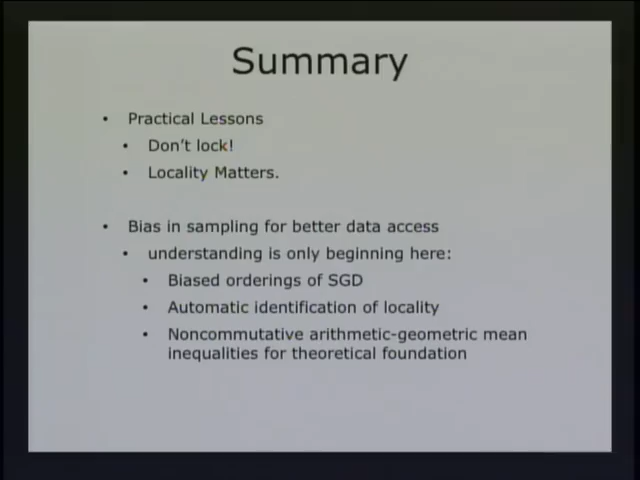 Summary
• Practical Lessons
• Don't lock!
• Locality Matters.
• Bias in sampling for better data access
• understanding is only beginning here:
• Biased orderings of SGD
• Automatic identification of locality
• Noncommutative arithmetic-geometric mean
inequalities for theoretical foundation